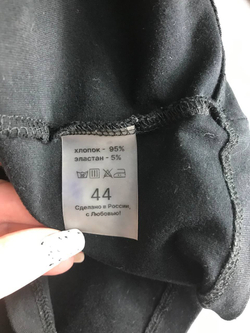 хлопок - 95%
эластан - 5%
44
Сделано в России,
с Любовью!